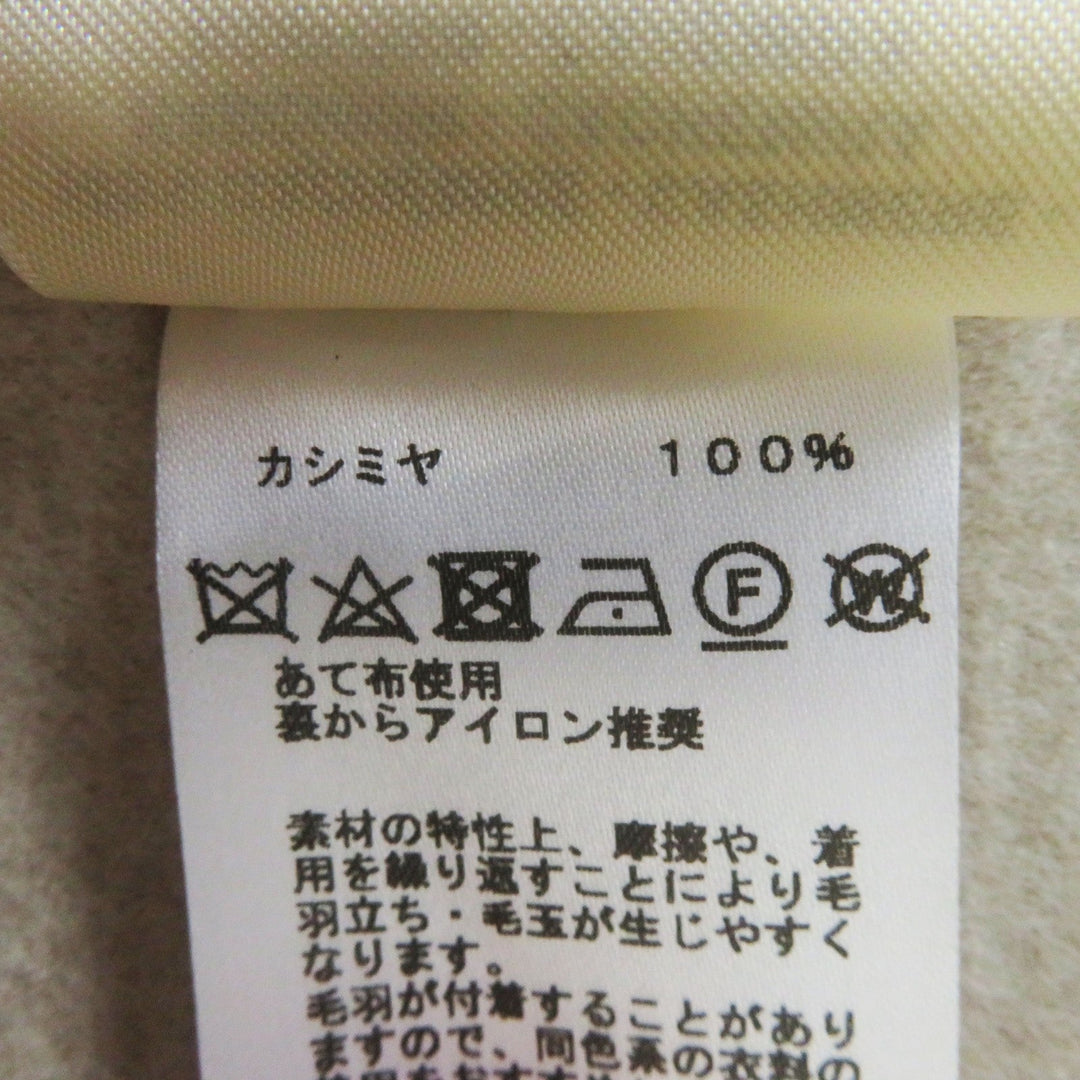 カシミヤ　１００％
F W
あて布使用
裏からアイロン推奨
素材の特性上、摩擦や、着
用を繰り返すことにより毛
羽立ち・毛玉が生じやすく
なります。
毛羽が付着することがあり
ますので、同色系の衣料の